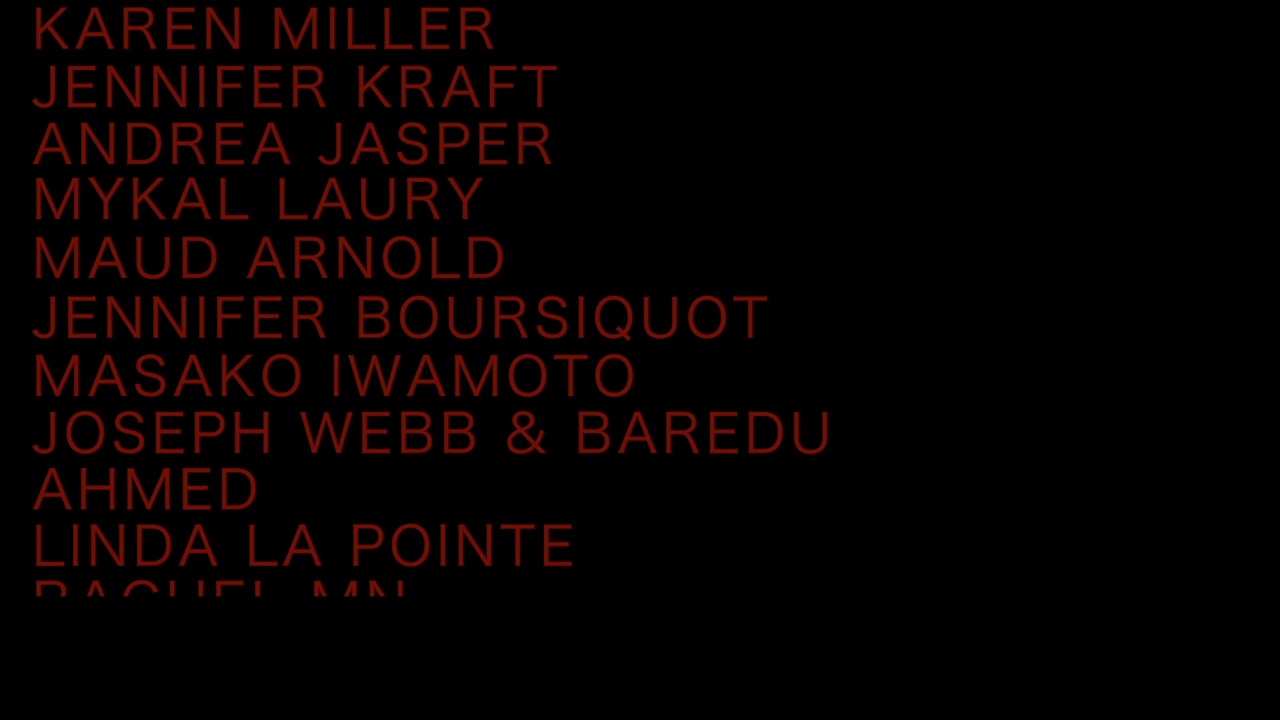 KAREN MILLER
JENNIFER KRAFT
ANDREA JASPER
MYKAL LAURY
MAUD ARNOLD
JENNIFER BOURSIQUOT
MASAKO IWAMOTO
JOSEPH WEBB & BAREDU
AHMED
LINDA LA POINTE
RACHEL